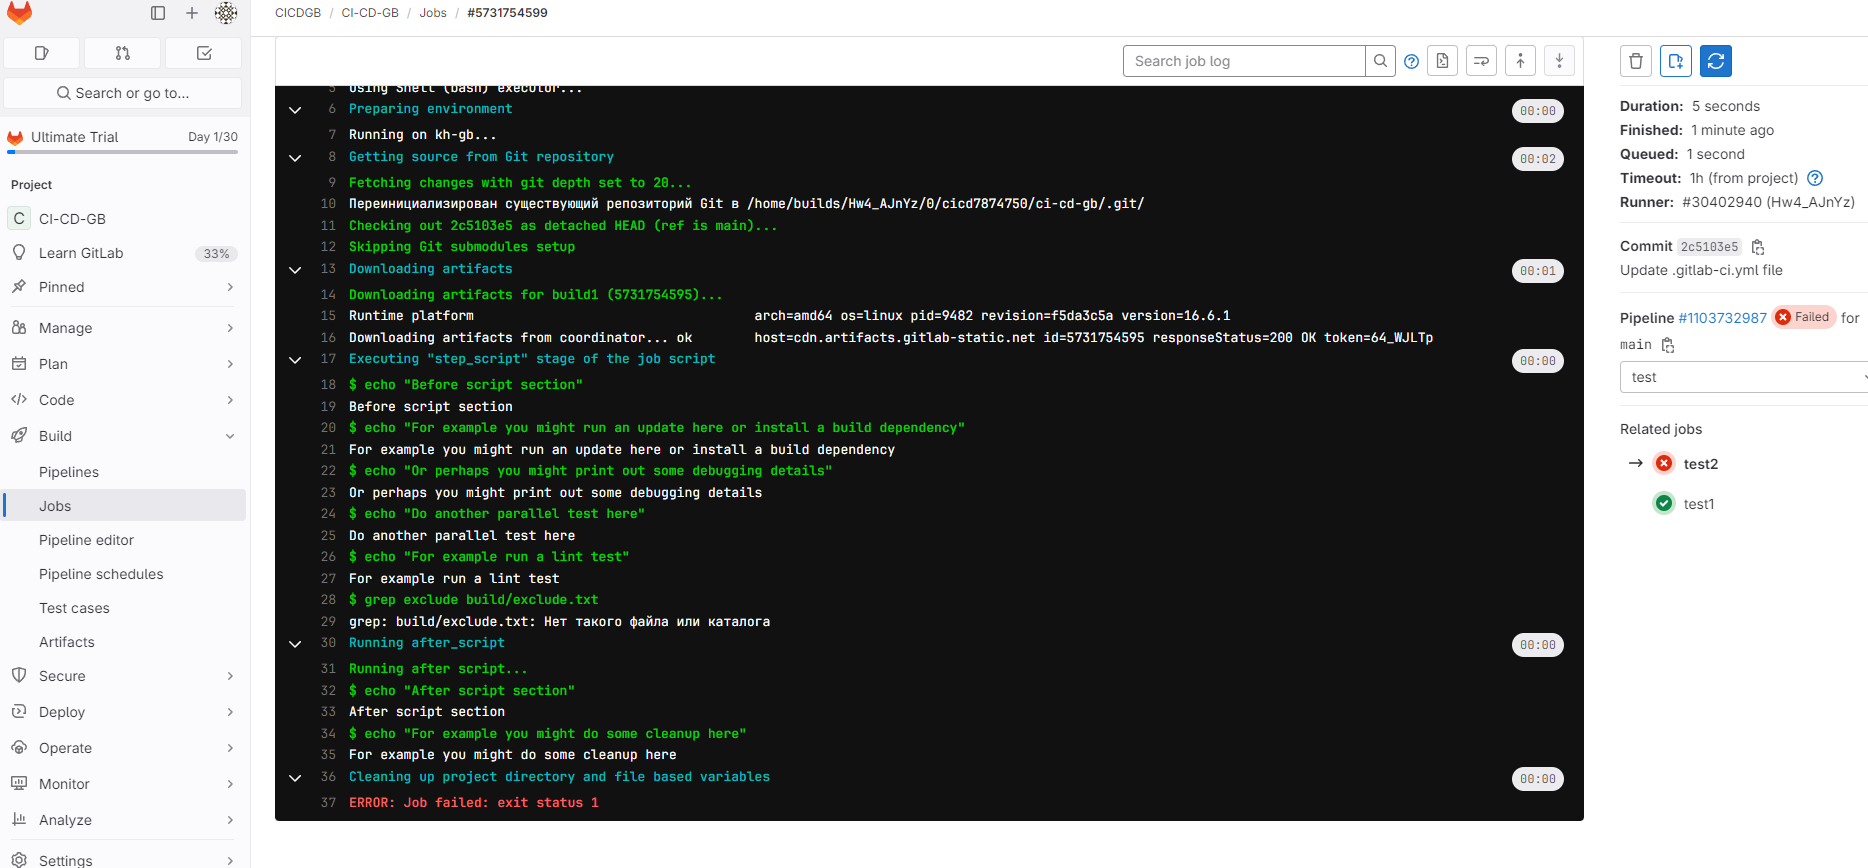 CICDGB / CI-CD-GB / Jobs / #5731754599
Search or go to...
Ultimate Trial Day 1/30
Project
C CI-CD-GB
Learn GitLab 33%
Pinned
Manage
Plan
Code
Build
Pipelines
Jobs
Pipeline editor
Pipeline schedules
Test cases
Artifacts
Secure
Deploy
Operate
Monitor
Analyze
Settings
Search job log
5 Using Shell (bash) executor...
6 Preparing environment 00:00
7 Running on kh-gb...
8 Getting source from Git repository 00:02
9 Fetching changes with git depth set to 20...
10 Переинициализирован существующий репозиторий Git в /home/builds/Hw4_AJnYz/0/cicd7874750/ci-cd-gb/.git/
11 Checking out 2c5103e5 as detached HEAD (ref is main)...
12 Skipping Git submodules setup
13 Downloading artifacts 00:01
14 Downloading artifacts for build1 (5731754595)...
15 Runtime platform arch=amd64 os=linux pid=9482 revision=f5da3c5a version=16.6.1
16 Downloading artifacts from coordinator... ok host=cdn.artifacts.gitlab-static.net id=5731754595 responseStatus=200 OK token=64_WJLTp
17 Executing "step_script" stage of the job script 00:00
18 $ echo "Before script section"
19 Before script section
20 $ echo "For example you might run an update here or install a build dependency"
21 For example you might run an update here or install a build dependency
22 $ echo "Or perhaps you might print out some debugging details"
23 Or perhaps you might print out some debugging details
24 $ echo "Do another parallel test here"
25 Do another parallel test here
26 $ echo "For example run a lint test"
27 For example run a lint test
28 $ grep exclude build/exclude.txt
29 grep: build/exclude.txt: Нет такого файла или каталога
30 Running after_script 00:00
31 Running after script...
32 $ echo "After script section"
33 After script section
34 $ echo "For example you might do some cleanup here"
35 For example you might do some cleanup here
36 Cleaning up project directory and file based variables 00:00
37 ERROR: Job failed: exit status 1
Duration: 5 seconds
Finished: 1 minute ago
Queued: 1 second
Timeout: 1h (from project)
Runner: #30402940 (Hw4_AJnYz)
Commit 2c5103e5
Update .gitlab-ci.yml file
Pipeline #1103732987 Failed for
main
test
Related jobs
test2
test1